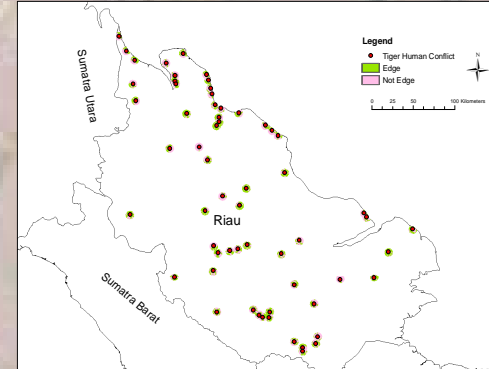 Legend
Tiger Human Conflict
Edge
Not Edge
N
0 25 50 100 Kilometers
Sumatra Utara
Riau
Sumatra Barat